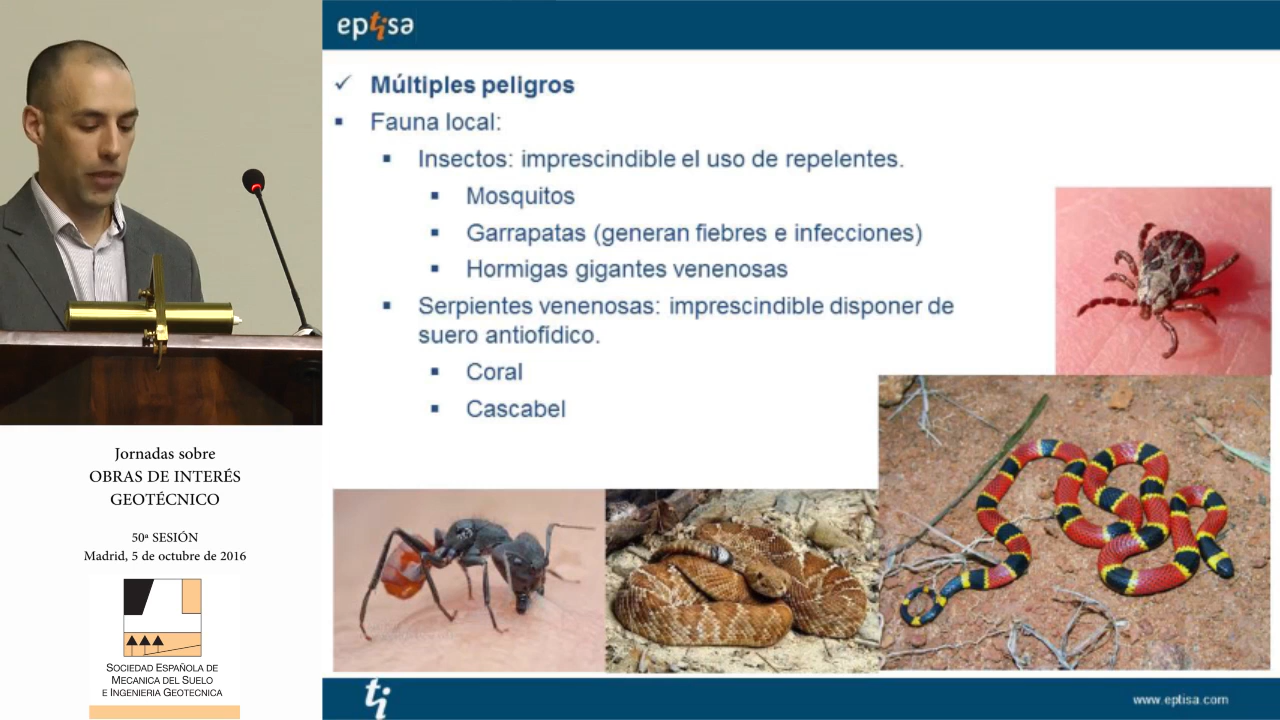 eptisa
Múltiples peligros
Fauna local:
Insectos: imprescindible el uso de repelentes.
Mosquitos
Garrapatas (generan fiebres e infecciones)
Hormigas gigantes venenosas
Serpientes venenosas: imprescindible disponer de
suero antiofídico.
Coral
Cascabel
Jornadas sobre
OBRAS DE INTERÉS
GEOTÉCNICO
50ª SESIÓN
Madrid, 5 de octubre de 2016
SOCIEDAD ESPAÑOLA DE
MECANICA DEL SUELO
E INGENIERIA GEOTECNICA
ti
www.eptisa.com